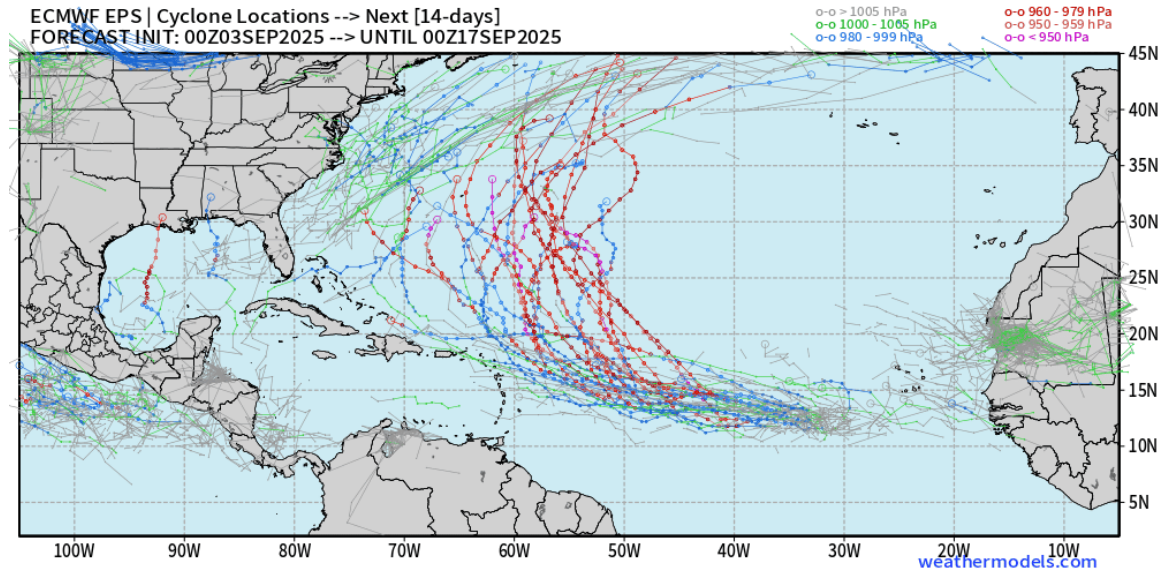 ECMWF EPS | Cyclone Locations --> Next [14-days]
FORECAST INIT: 00Z03SEP2025 --> UNTIL 00Z17SEP2025
o-o > 1005 hPa
o-o 1000 - 1005 hPa
o-o 980 - 999 hPa
o-o 960 - 979 hPa
o-o 950 - 959 hPa
o-o < 950 hPa
45N
40N
35N
30N
25N
20N
15N
10N
5N
100W 90W 80W 70W 60W 50W 40W 30W 20W 10W
weathermodels.com